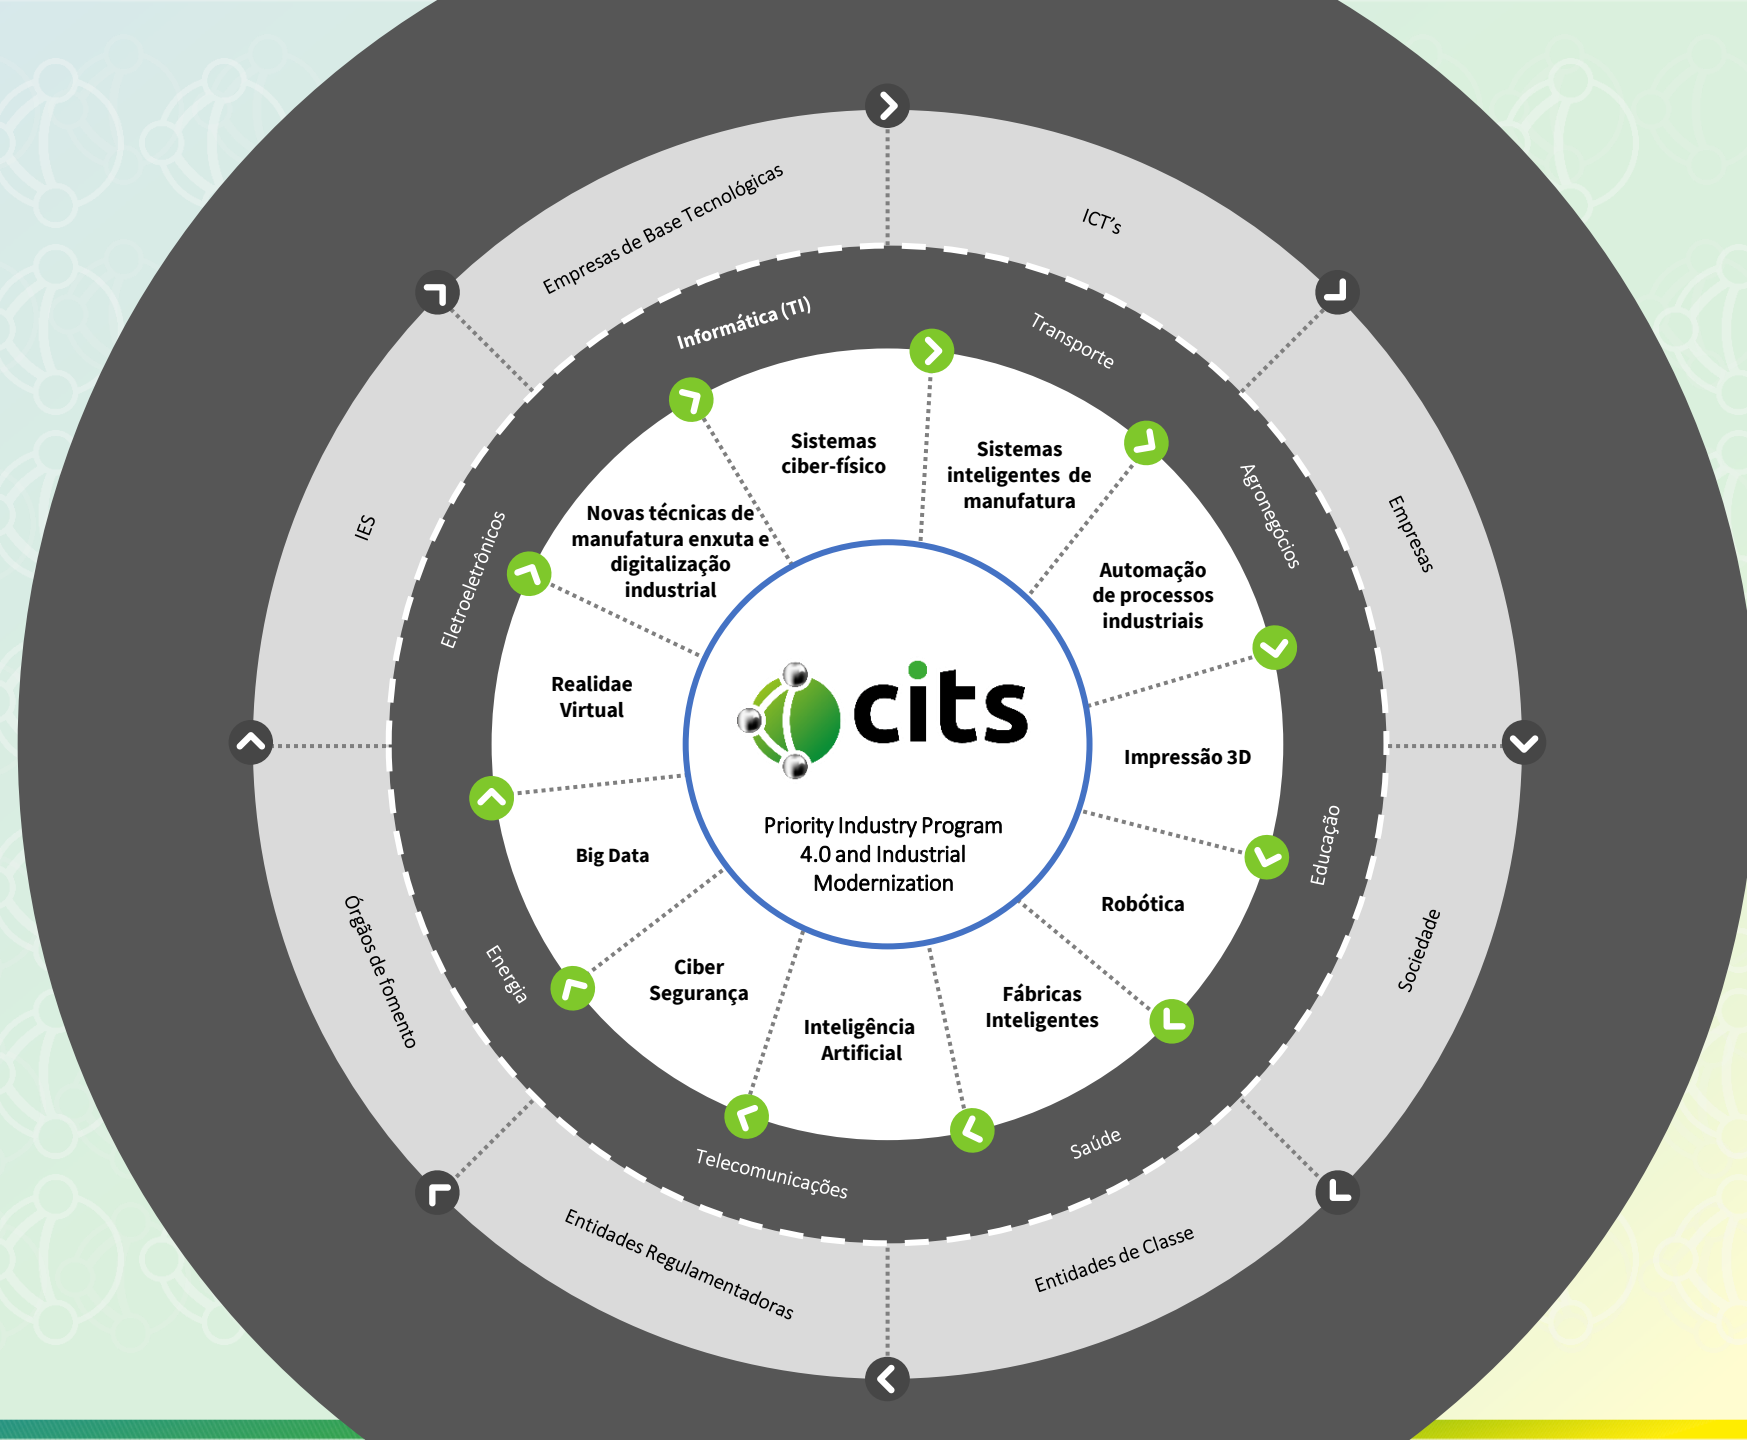 Empresas de Base Tecnológicas
ICT's
Empresas
Sociedade
Entidades de Classe
Entidades Regulamentadoras
Órgãos de fomento
IES
Informática (TI)
Transporte
Agronegócios
Educação
Saúde
Telecomunicações
Energia
Eletroeletrônicos
Sistemas
ciber-físico
Sistemas
inteligentes de
manufatura
Automação
de processos
industriais
Impressão 3D
Robótica
Fábricas
Inteligentes
Inteligência
Artificial
Ciber
Segurança
Big Data
Realidae
Virtual
Novas técnicas de
manufatura enxuta e
digitalização
industrial
cits
Priority Industry Program
4.0 and Industrial
Modernization